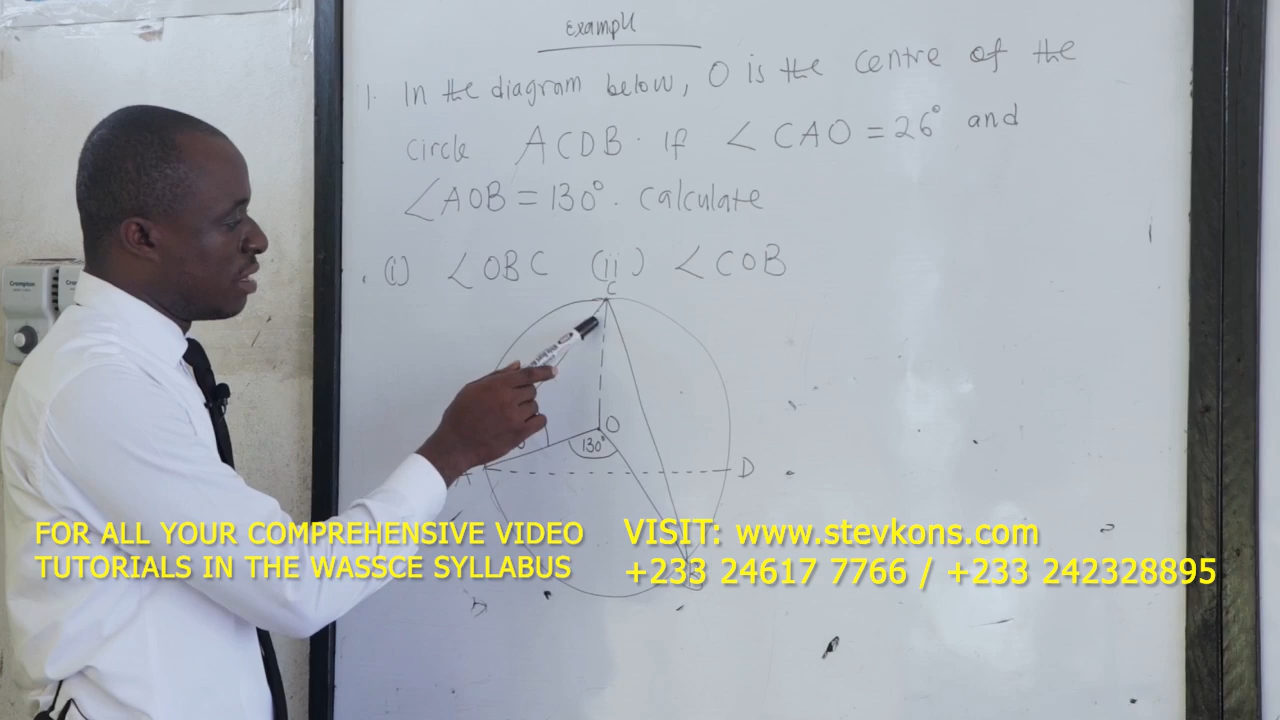 Example
1. In the diagram below, O is the centre of the
circle ACDB. If ∠CAO = 26° and
∠AOB = 130°. Calculate
(i) ∠OBC (ii) ∠COB
C
O
130°
A
D
B
Crompton
FOR ALL YOUR COMPREHENSIVE VIDEO
TUTORIALS IN THE WASSCE SYLLABUS
VISIT: www.stevkons.com
+233 24617 7766 / +233 242328895